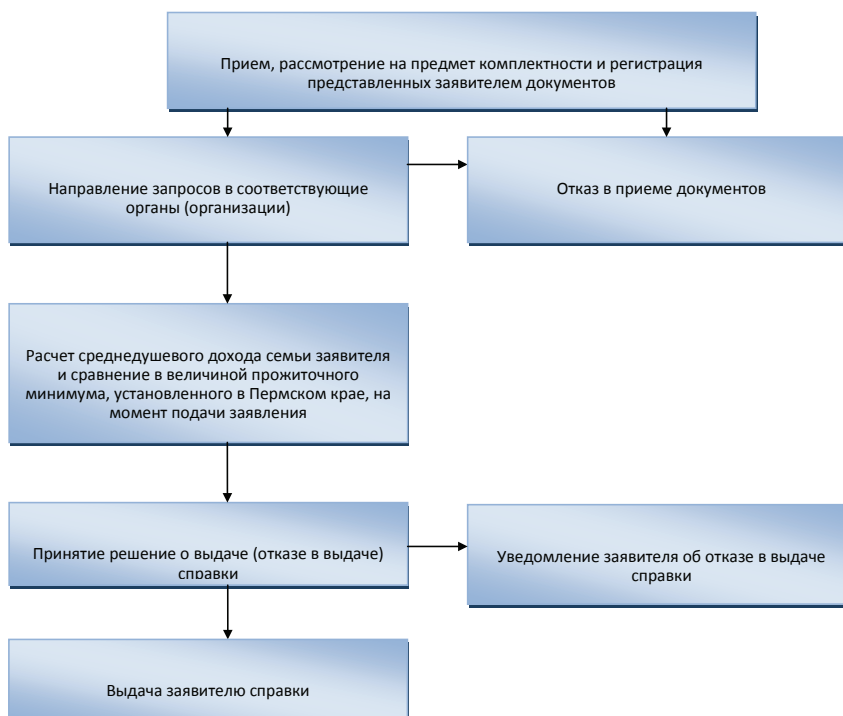 Прием, рассмотрение на предмет комплектности и регистрация
представленных заявителем документов
Направление запросов в соответствующие
органы (организации)
Отказ в приеме документов
Расчет среднедушевого дохода семьи заявителя
и сравнение в величиной прожиточного
минимума, установленного в Пермском крае, на
момент подачи заявления
Принятие решение о выдаче (отказе в выдаче)
справки
Уведомление заявителя об отказе в выдаче
справки
Выдача заявителю справки